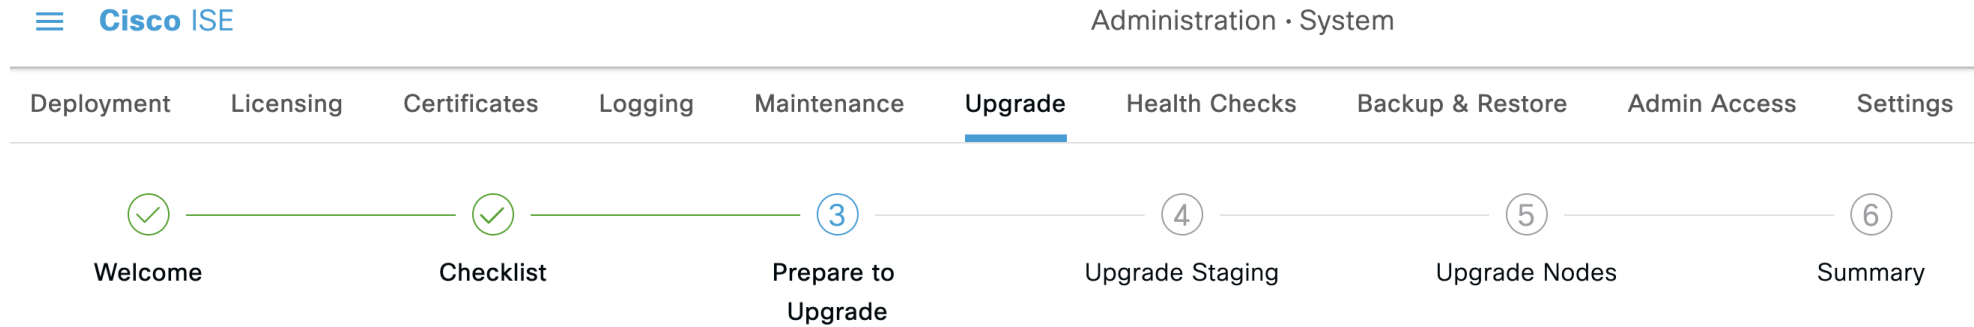 Cisco ISE
Administration · System
Deployment Licensing Certificates Logging Maintenance Upgrade Health Checks Backup & Restore Admin Access Settings
3 4 5 6
Welcome Checklist Prepare to Upgrade Staging Upgrade Nodes Summary
Upgrade